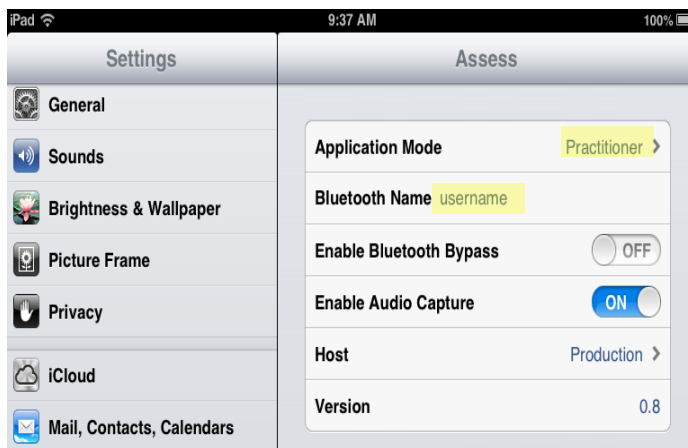 iPad 9:37 AM 100%
Settings
Assess
General
Sounds
Brightness & Wallpaper
Picture Frame
Privacy
iCloud
Mail, Contacts, Calendars
Application Mode Practitioner
Bluetooth Name username
Enable Bluetooth Bypass OFF
Enable Audio Capture ON
Host Production
Version 0.8